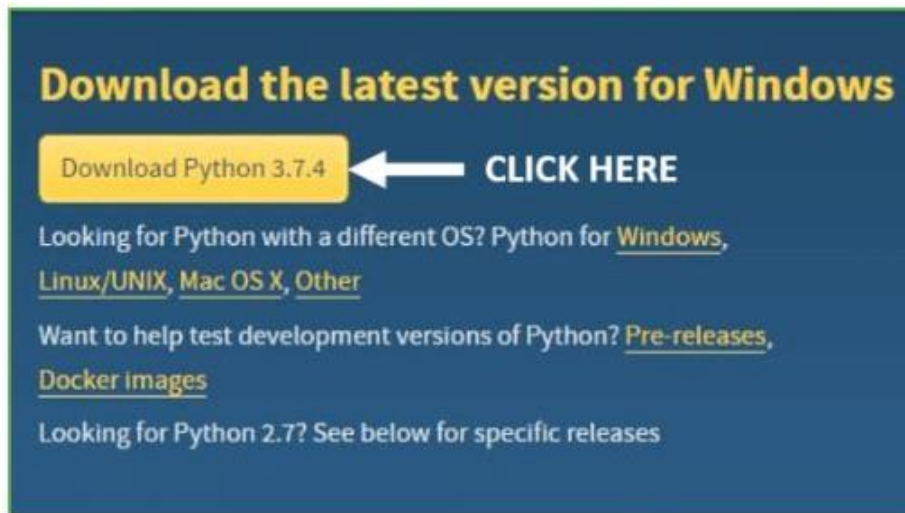 Download the latest version for Windows
Download Python 3.7.4 CLICK HERE
Looking for Python with a different OS? Python for Windows,
Linux/UNIX, Mac OS X, Other
Want to help test development versions of Python? Pre-releases,
Docker images
Looking for Python 2.7? See below for specific releases